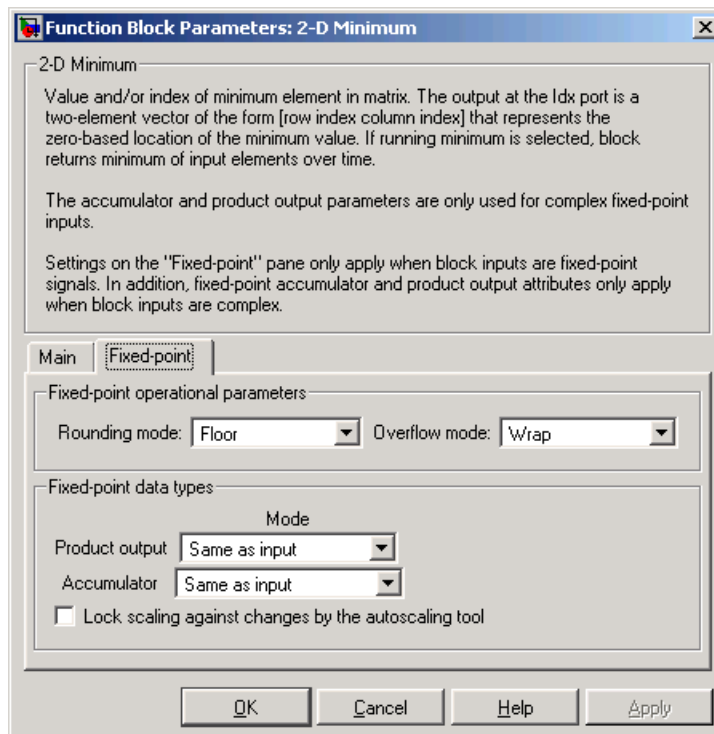 Function Block Parameters: 2-D Minimum
2-D Minimum
Value and/or index of minimum element in matrix. The output at the Idx port is a
two-element vector of the form [row index column index] that represents the
zero-based location of the minimum value. If running minimum is selected, block
returns minimum of input elements over time.
The accumulator and product output parameters are only used for complex fixed-point
inputs.
Settings on the "Fixed-point" pane only apply when block inputs are fixed-point
signals. In addition, fixed-point accumulator and product output attributes only apply
when block inputs are complex.
Main Fixed-point
Fixed-point operational parameters
Rounding mode: Floor Overflow mode: Wrap
Fixed-point data types
Mode
Product output Same as input
Accumulator Same as input
Lock scaling against changes by the autoscaling tool
OK Cancel Help Apply